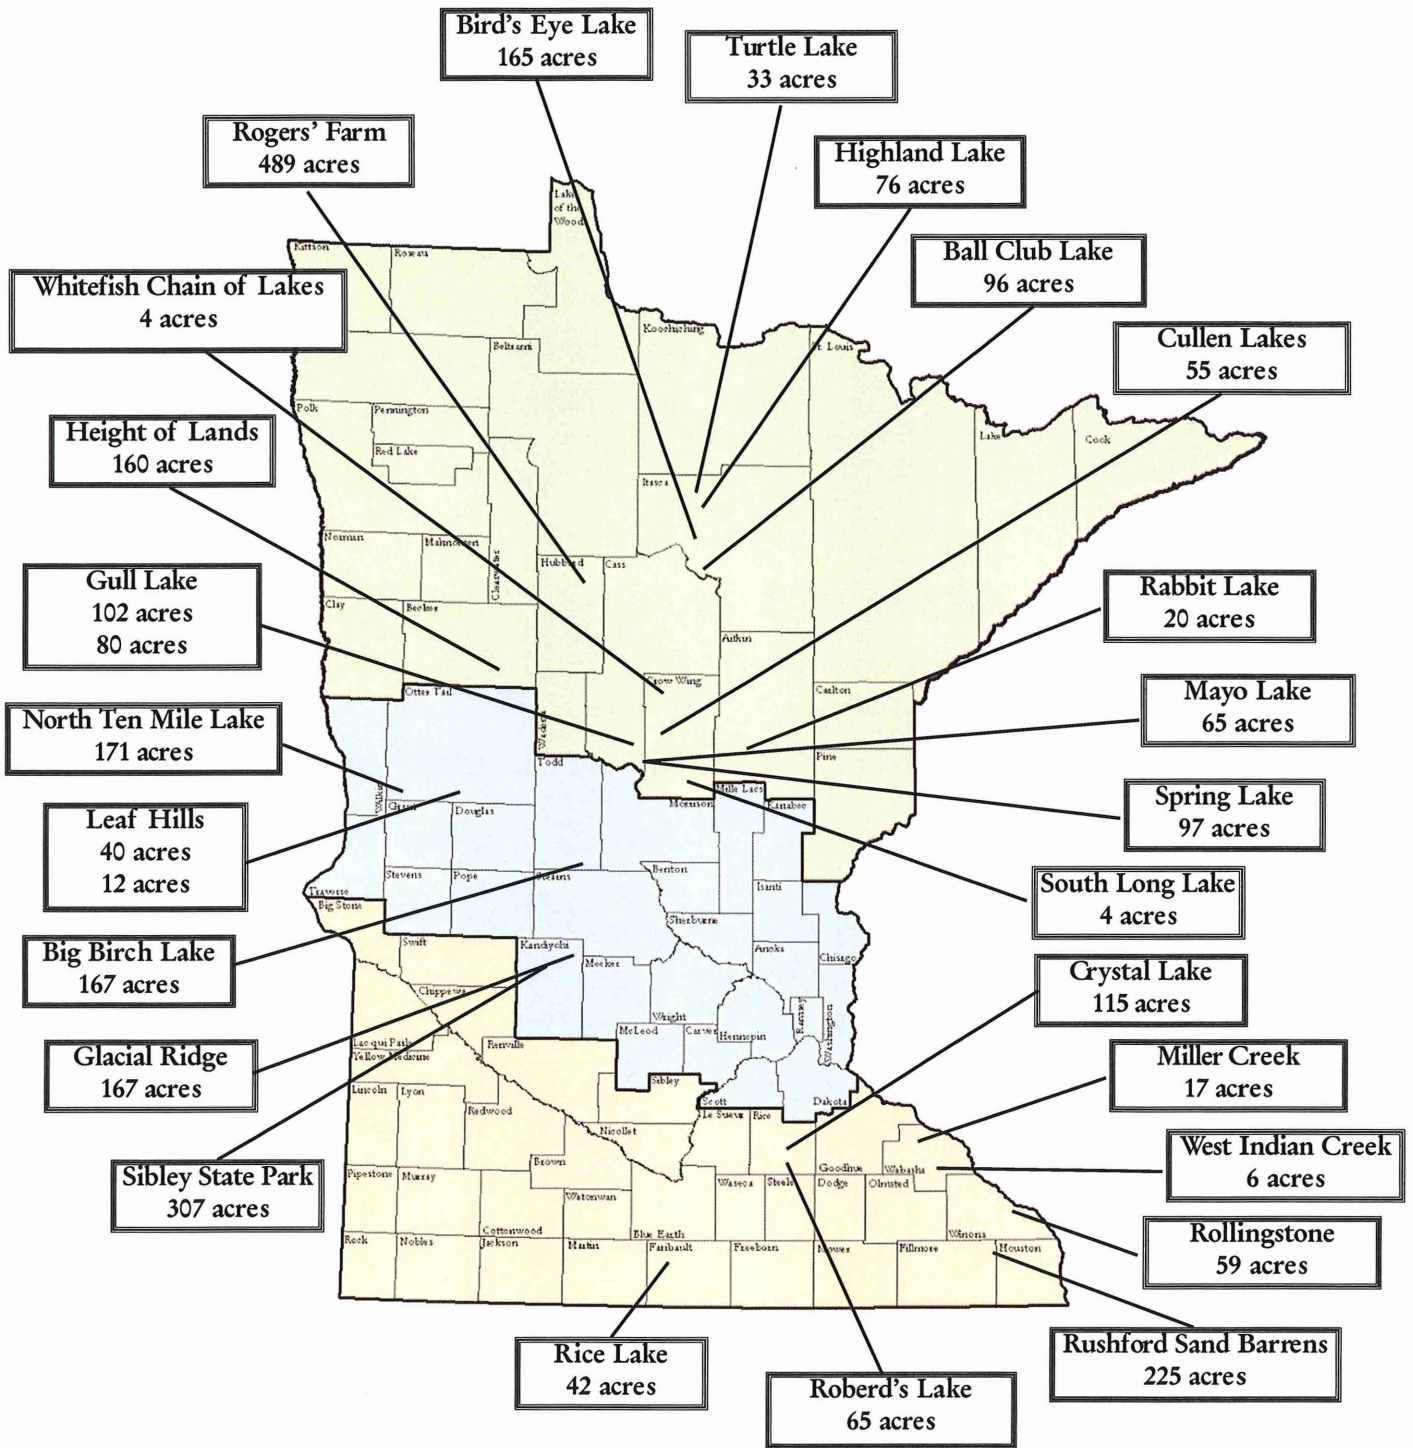 Bird's Eye Lake
165 acres
Turtle Lake
33 acres
Rogers' Farm
489 acres
Highland Lake
76 acres
Ball Club Lake
96 acres
Whitefish Chain of Lakes
4 acres
Cullen Lakes
55 acres
Height of Lands
160 acres
Gull Lake
102 acres
80 acres
Rabbit Lake
20 acres
North Ten Mile Lake
171 acres
Mayo Lake
65 acres
Leaf Hills
40 acres
12 acres
Spring Lake
97 acres
South Long Lake
4 acres
Big Birch Lake
167 acres
Crystal Lake
115 acres
Glacial Ridge
167 acres
Miller Creek
17 acres
Sibley State Park
307 acres
West Indian Creek
6 acres
Rollingstone
59 acres
Rice Lake
42 acres
Roberd's Lake
65 acres
Rushford Sand Barrens
225 acres
Lake
of the
Wood
Kittson
Roseau
Koochiching
St. Louis
Beltrami
Polk
Pennington
Red Lake
Lake
Cook
Itasca
Norman
Mahnomen
Clearwater
Hubbard
Cass
Clay
Becker
Aitkin
Crow Wing
Carlton
Otter Tail
Wadena
Todd
Pine
Wilkin
Grant
Douglas
Morrison
Mille Lacs
Kanabec
Stevens
Pope
Stearns
Benton
Isanti
Traverse
Big Stone
Sherburne
Swift
Kandiyohi
Meeker
Anoka
Chisago
Chippewa
Wright
Ramsey
Washington
McLeod
Carver
Hennepin
Lac qui Parle
Yellow Medicine
Renville
Sibley
Scott
Dakota
Lincoln
Lyon
Redwood
Le Sueur
Rice
Nicollet
Brown
Goodhue
Wabasha
Pipestone
Murray
Watonwan
Waseca
Steele
Dodge
Olmsted
Cottonwood
Blue Earth
Winona
Rock
Nobles
Jackson
Martin
Faribault
Freeborn
Mower
Fillmore
Houston